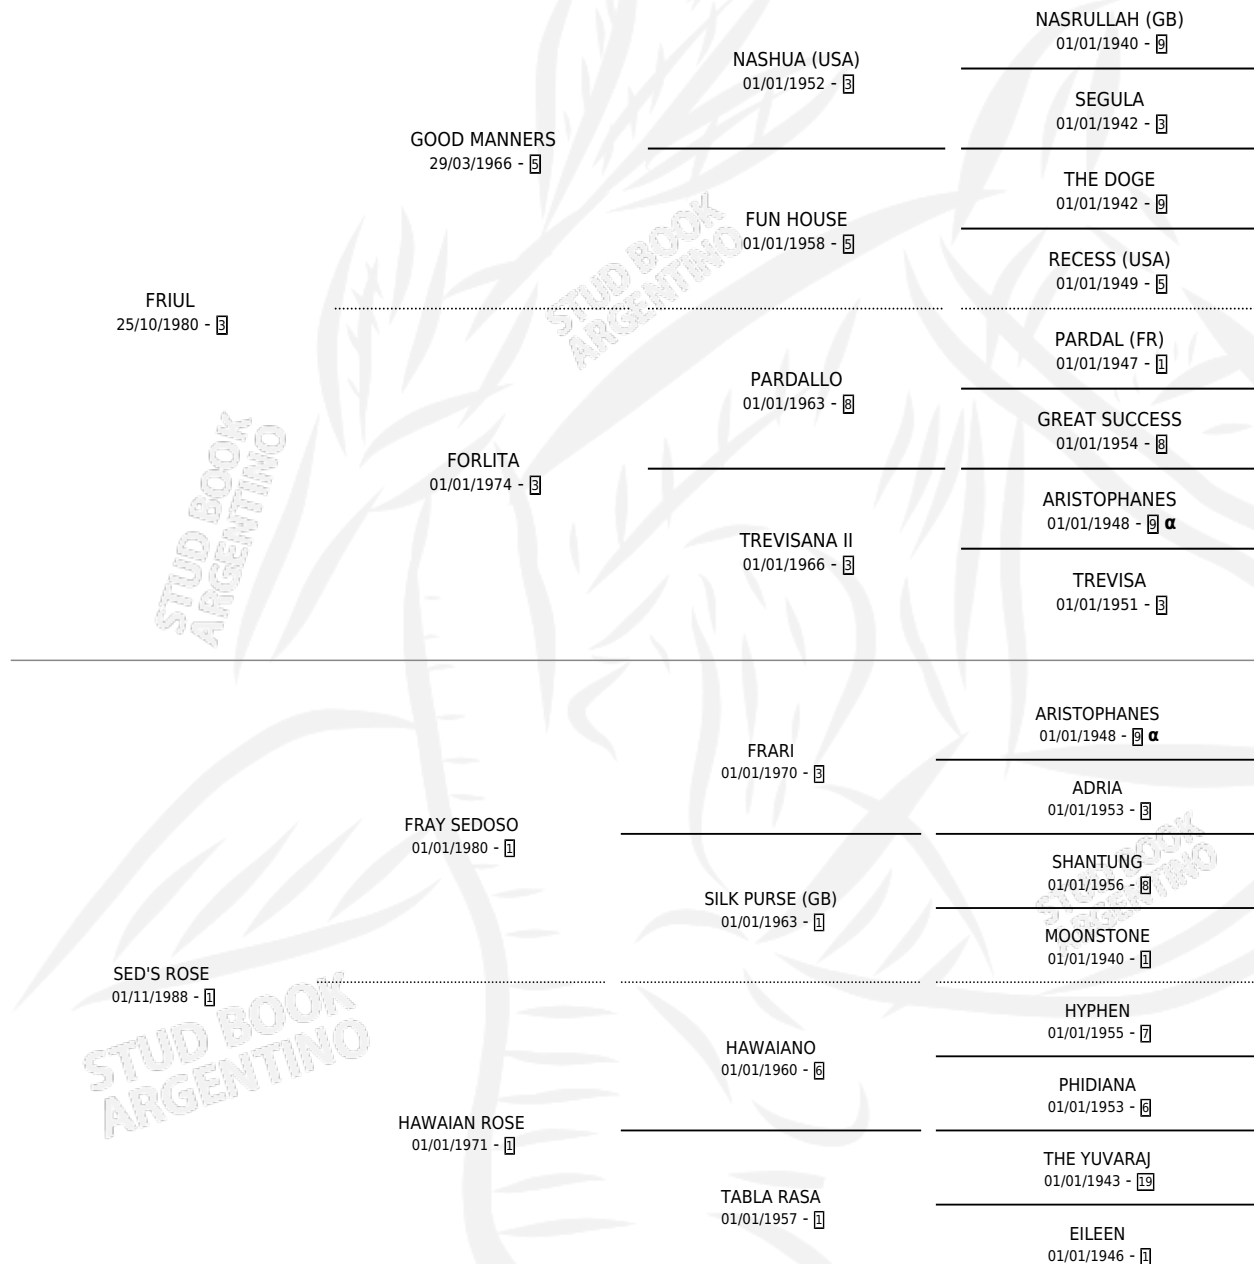 NASRULLAH (GB)
01/01/1940 - 9
NASHUA (USA)
01/01/1952 - 3
SEGULA
01/01/1942 - 3
GOOD MANNERS
29/03/1966 - 5
THE DOGE
01/01/1942 - 9
FUN HOUSE
01/01/1958 - 5
RECESS (USA)
01/01/1949 - 5
FRIUL
25/10/1980 - 3
PARDAL (FR)
01/01/1947 - 1
PARDALLO
01/01/1963 - 8
GREAT SUCCESS
01/01/1954 - 8
FORLITA
01/01/1974 - 3
ARISTOPHANES
01/01/1948 - 9 α
TREVISANA II
01/01/1966 - 3
TREVISA
01/01/1951 - 3
ARISTOPHANES
01/01/1948 - 9 α
FRARI
01/01/1970 - 3
ADRIA
01/01/1953 - 3
FRAY SEDOSO
01/01/1980 - 1
SHANTUNG
01/01/1956 - 8
SILK PURSE (GB)
01/01/1963 - 1
MOONSTONE
01/01/1940 - 1
SED'S ROSE
01/11/1988 - 1
HYPHEN
01/01/1955 - 7
HAWAIANO
01/01/1960 - 6
PHIDIANA
01/01/1953 - 6
HAWAIAN ROSE
01/01/1971 - 1
THE YUVARAJ
01/01/1943 - 19
TABLA RASA
01/01/1957 - 1
EILEEN
01/01/1946 - 1
STUD BOOK
ARGENTINO
STUD BOOK
ARGENTINO
STUD BOOK
ARGENTINO
STUD BOOK
ARGENTINO